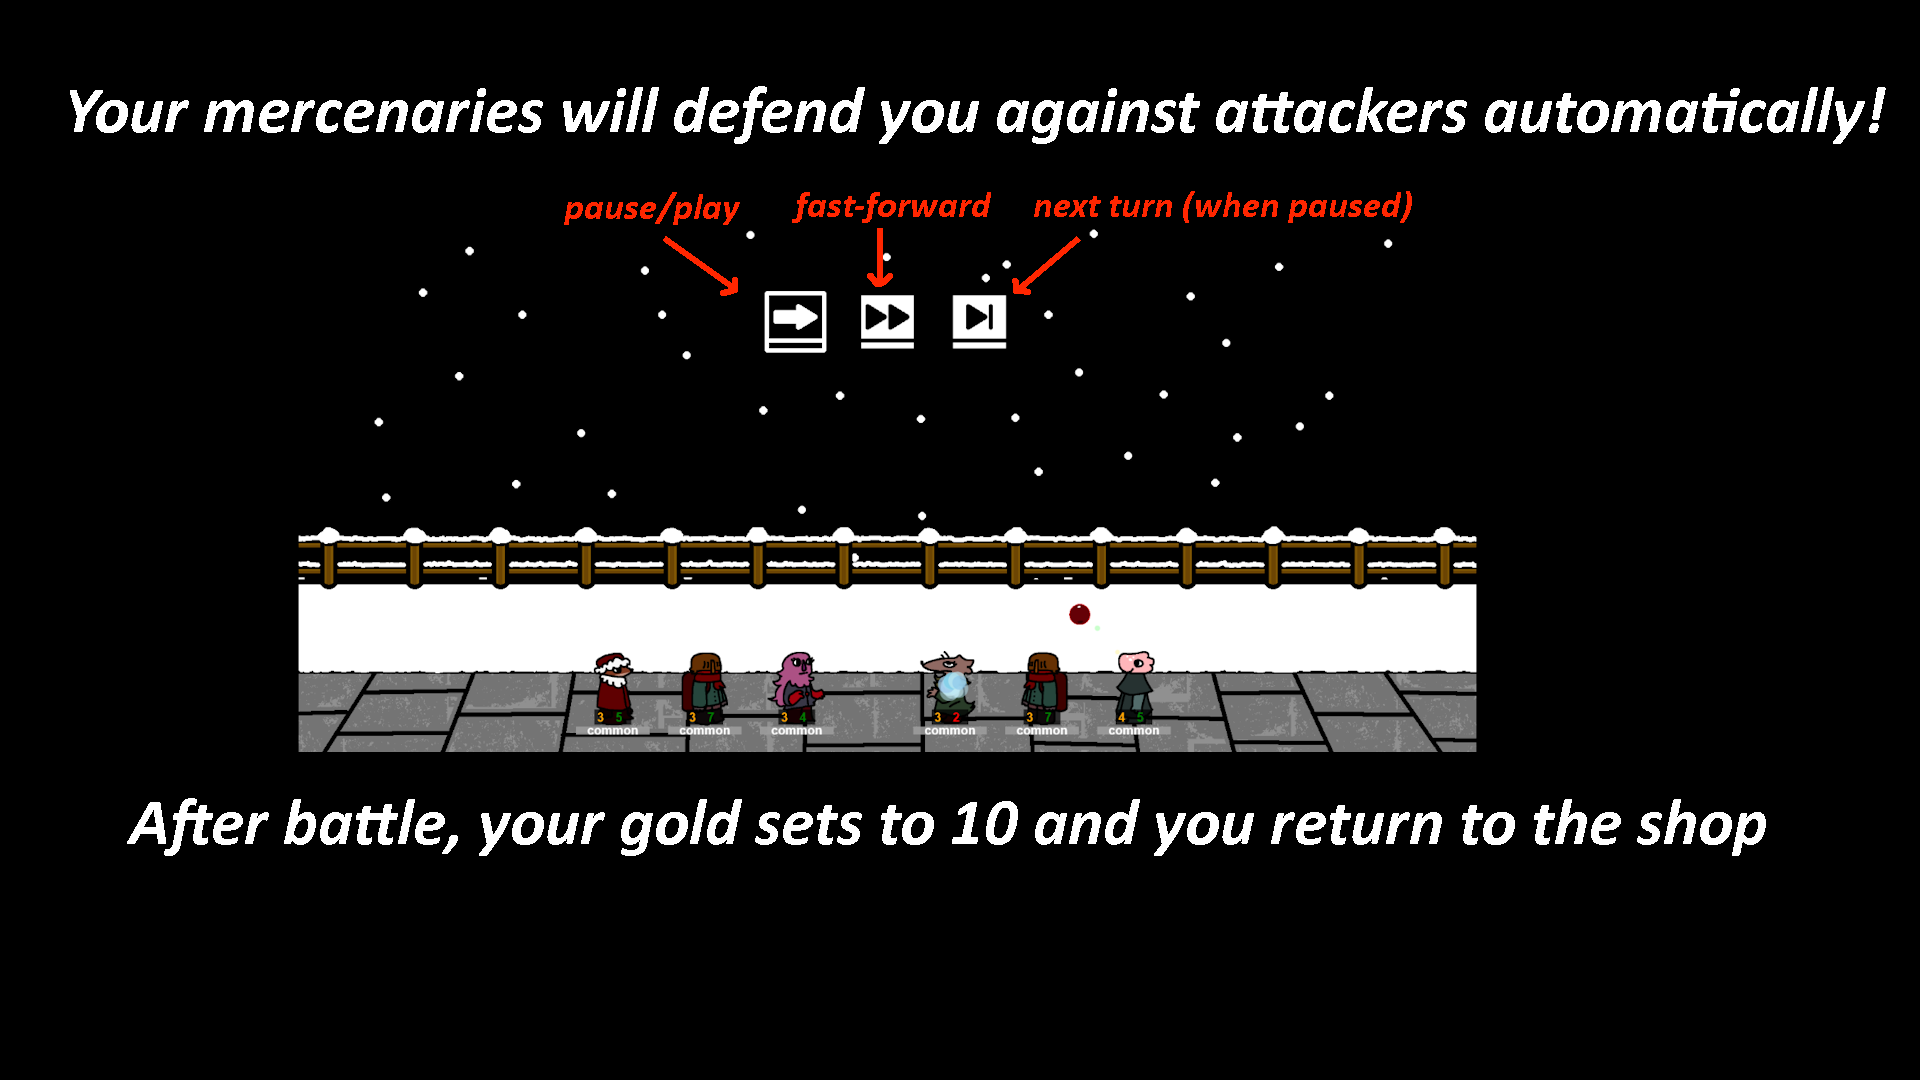 Your mercenaries will defend you against attackers automatically!
pause/play fast-forward next turn (when paused)
3 5 3 7 3 4 3 2 3 7 4 5
common common common common common common
After battle, your gold sets to 10 and you return to the shop